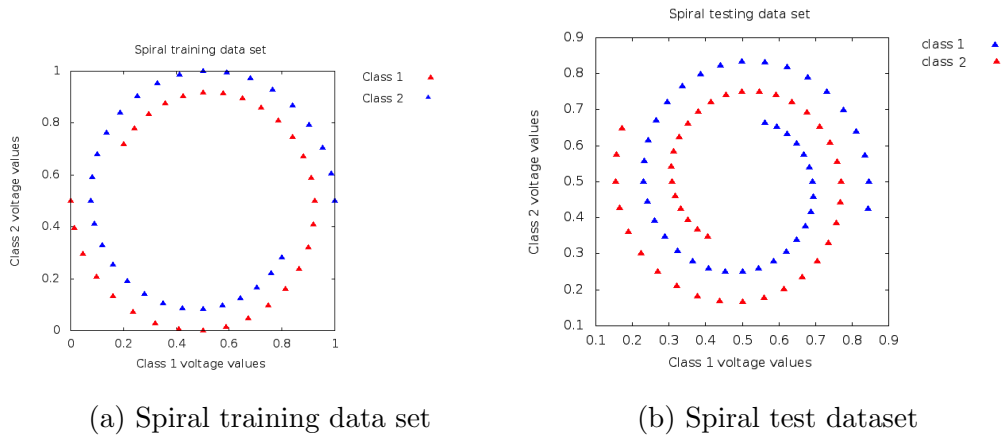 Spiral training data set
Class 1
Class 2
Class 2 voltage values
1
0.8
0.6
0.4
0.2
0
0 0.2 0.4 0.6 0.8 1
Class 1 voltage values
(a) Spiral training data set
Spiral testing data set
class 1
class 2
Class 2 voltage values
0.9
0.8
0.7
0.6
0.5
0.4
0.3
0.2
0.1
0.1 0.2 0.3 0.4 0.5 0.6 0.7 0.8 0.9
Class 1 voltage values
(b) Spiral test dataset